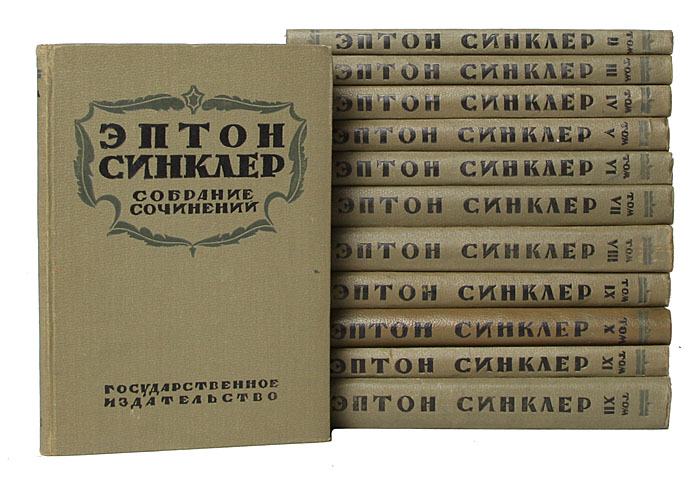 ЭПТОН
СИНКЛЕР
СОБРАНИЕ
СОЧИНЕНИЙ
ГОСУДАРСТВЕННОЕ
ИЗДАТЕЛЬСТВО
ЭПТОН СИНКЛЕР ТОМ II
ЭПТОН СИНКЛЕР ТОМ III
ЭПТОН СИНКЛЕР ТОМ IV
ЭПТОН СИНКЛЕР ТОМ V
ЭПТОН СИНКЛЕР ТОМ VI
ЭПТОН СИНКЛЕР ТОМ VII
ЭПТОН СИНКЛЕР ТОМ VIII
ЭПТОН СИНКЛЕР ТОМ IX
ЭПТОН СИНКЛЕР ТОМ X
ЭПТОН СИНКЛЕР ТОМ XI
ЭПТОН СИНКЛЕР ТОМ XII